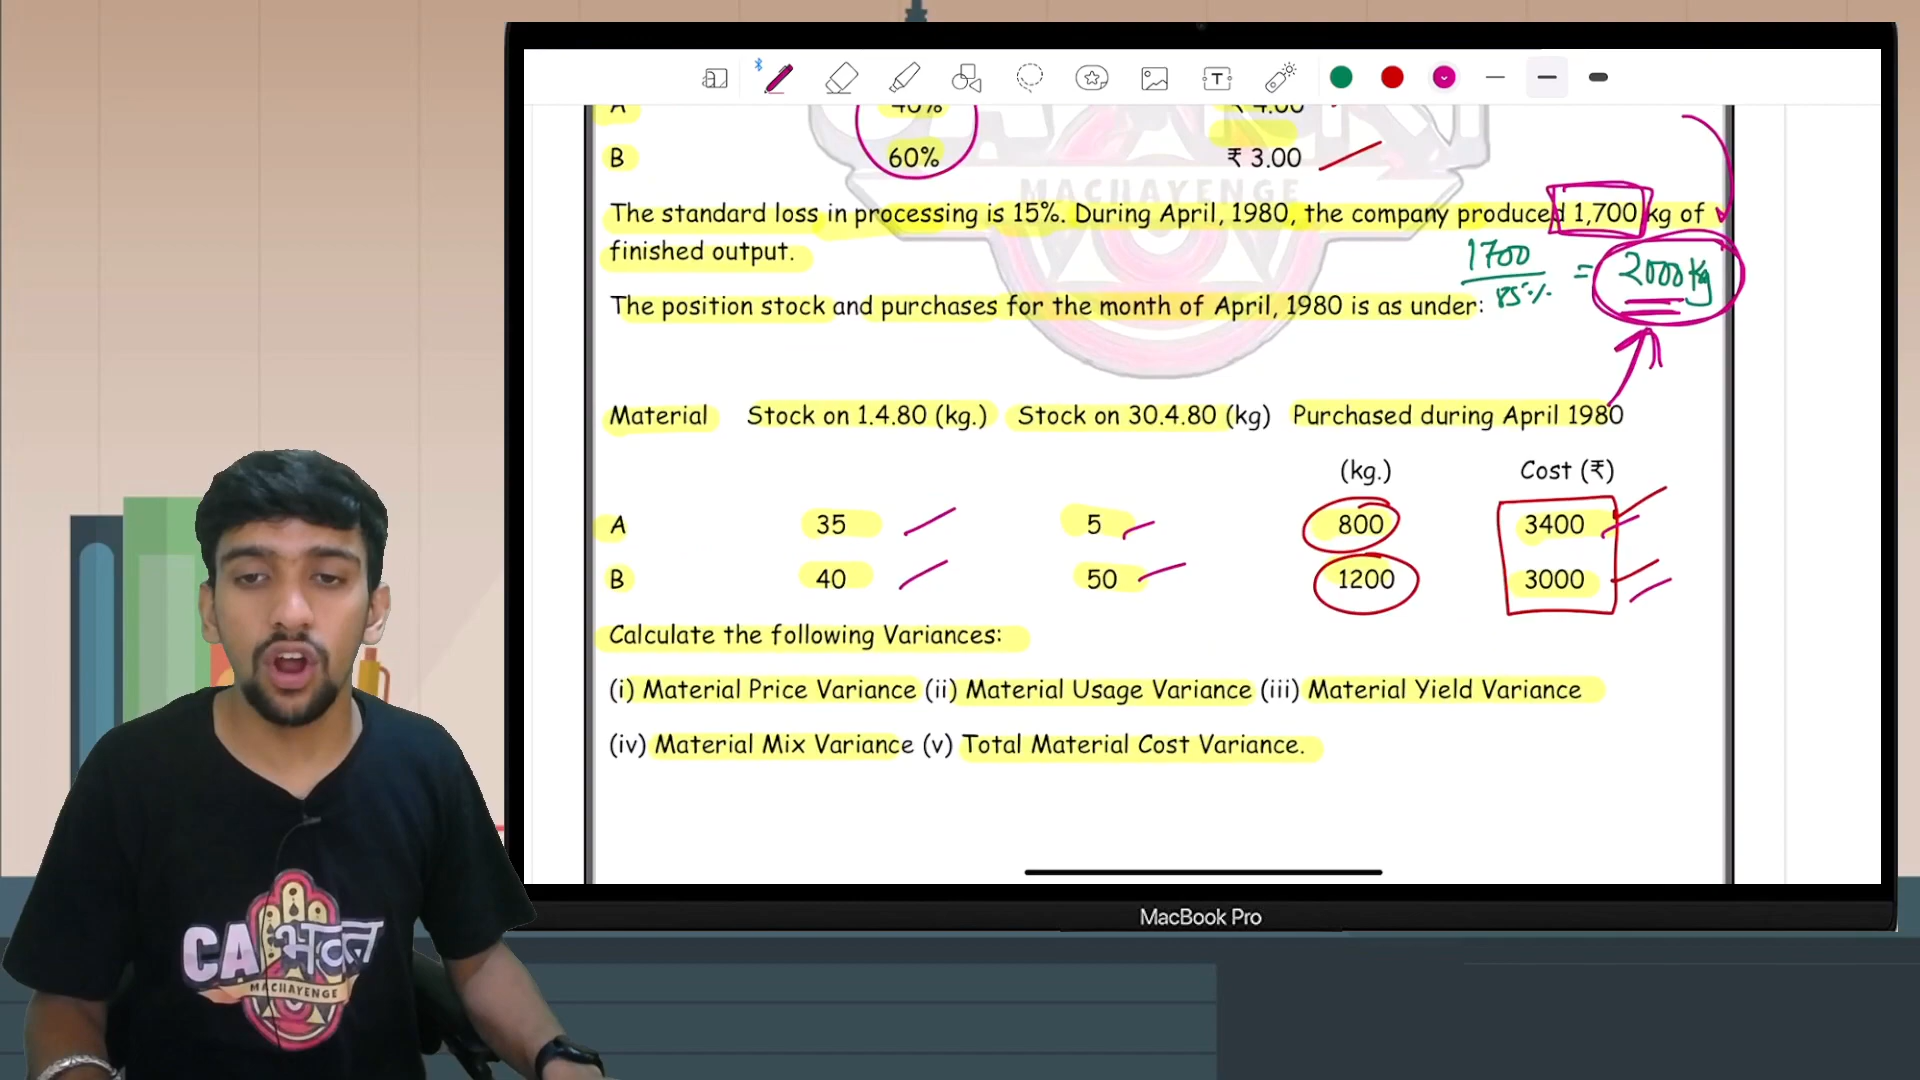 A 40% ₹ 4.00
B 60% ₹ 3.00
MACHAYENGE
The standard loss in processing is 15%. During April, 1980, the company produced 1,700 kg of
finished output.
1700
85% = 2000 kg
The position stock and purchases for the month of April, 1980 is as under:
Material Stock on 1.4.80 (kg.) Stock on 30.4.80 (kg) Purchased during April 1980
(kg.) Cost (₹)
A 35 5 800 3400
B 40 50 1200 3000
Calculate the following Variances:
(i) Material Price Variance (ii) Material Usage Variance (iii) Material Yield Variance
(iv) Material Mix Variance (v) Total Material Cost Variance.
MacBook Pro
CA भक्त
MACHAYENGE